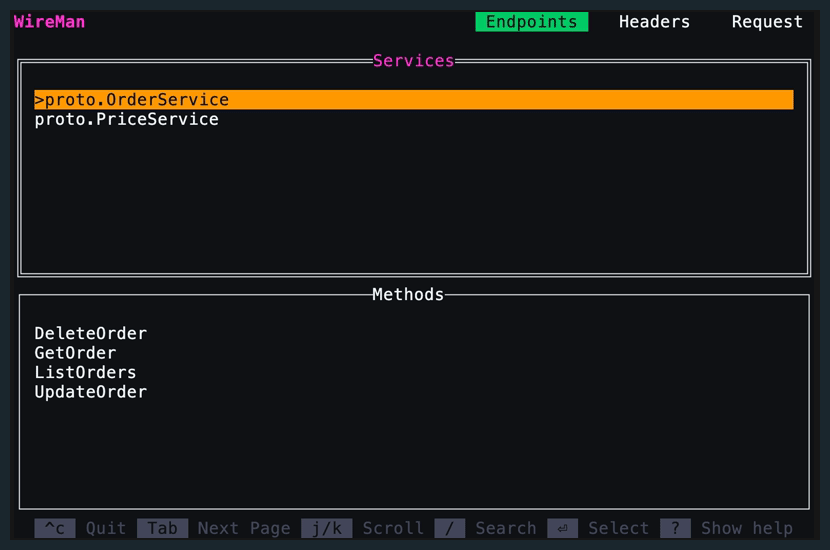 WireMan Endpoints Headers Request
Services
>proto.OrderService
proto.PriceService
Methods
DeleteOrder
GetOrder
ListOrders
UpdateOrder
^c Quit Tab Next Page j/k Scroll / Search ⏎ Select ? Show help